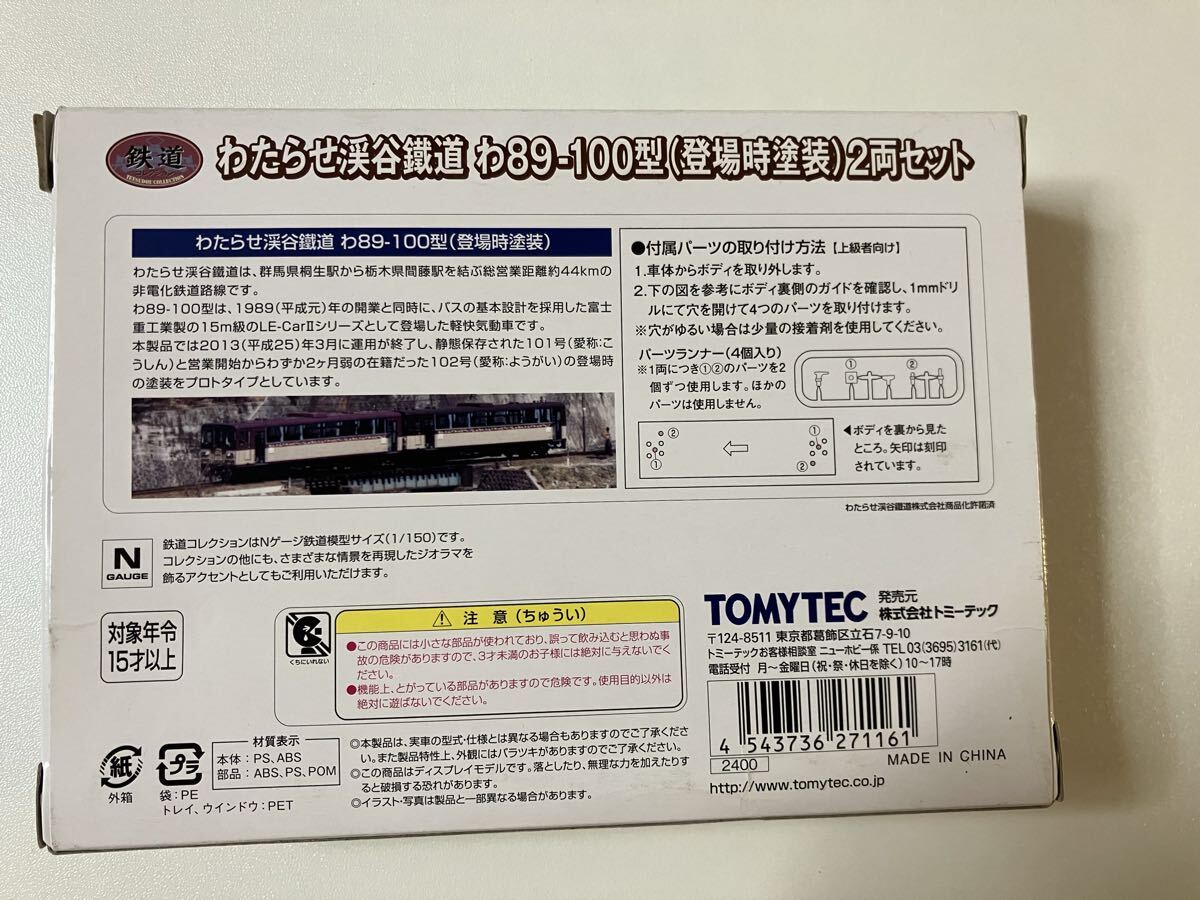 鉄道
コレクション
TETSUDOU COLLECTION
わたらせ渓谷鐵道 わ89-100型(登場時塗装)2両セット
わたらせ渓谷鐵道 わ89-100型(登場時塗装)
わたらせ渓谷鐵道は、群馬県桐生駅から栃木県間藤駅を結ぶ総営業距離約44kmの
非電化鉄道路線です。
わ89-100型は、1989(平成元)年の開業と同時に、バスの基本設計を採用した富士
重工業製の15m級のLE-CarⅡシリーズとして登場した軽快気動車です。
本製品では2013(平成25)年3月に運用が終了し、静態保存された101号(愛称:こ
うしん)と営業開始からわずか2ヶ月弱の在籍だった102号(愛称:ようがい)の登場時
の塗装をプロトタイプとしています。
●付属パーツの取り付け方法【上級者向け】
1.車体からボディを取り外します。
2.下の図を参考にボディ裏側のガイドを確認し、1mmドリ
ルにて穴を開けて4つのパーツを取り付けます。
※穴がゆるい場合は少量の接着剤を使用してください。
パーツランナー(4個入り)
※1両につき①②のパーツを2
個ずつ使用します。ほかの
パーツは使用しません。
① ②
② ①
① ②
◀ボディを裏から見た
ところ。矢印は刻印
されています。
わたらせ渓谷鐵道株式会社商品化許諾済
N
GAUGE
鉄道コレクションはNゲージ鉄道模型サイズ(1/150)です。
コレクションの他にも、さまざまな情景を再現したジオラマを
飾るアクセントとしてもご利用いただけます。
対象年令
15才以上
くちにいれない
⚠ 注 意 (ちゅうい)
●この商品には小さな部品が使われており、誤って飲み込むと思わぬ事
故の危険がありますので、3才未満のお子様には絶対に与えないでく
ださい。
●機能上、とがっている部品がありますので危険です。使用目的以外は
絶対に遊ばないでください。
TOMYTEC
発売元
株式会社トミーテック
〒124-8511 東京都葛飾区立石7-9-10
トミーテックお客様相談室 ニューホビー係 TEL 03(3695)3161(代)
電話受付 月〜金曜日(祝・祭・休日を除く)10〜17時
4 543736 271161
2400
MADE IN CHINA
http://www.tomytec.co.jp
紙
外箱
プラ
袋:PE
トレイ、ウインドウ:PET
材質表示
本体:PS、ABS
部品:ABS、PS、POM
◎本製品は、実車の型式・仕様とは異なる場合もありますのでご了承くださ
い。また製品特性上、外観にはバラツキがありますのでご了承ください。
◎この商品はディスプレイモデルです。落としたり、無理な力を加えたりす
ると破損する恐れがあります。
◎イラスト・写真は製品と一部異なる場合がございます。